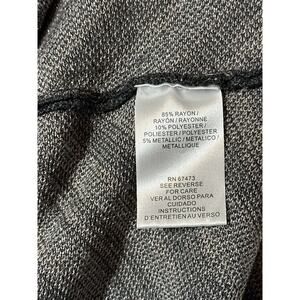 85% RAYON /
RAYÓN / RAYONNE
10% POLYESTER /
POLIESTER / POLYESTER
5% METALLIC / METALICO /
METALLIQUE
RN 67473
SEE REVERSE
FOR CARE
VER AL DORSO PARA
CUIDADO
INSTRUCTIONS
D'ENTRETIEN AU VERSO